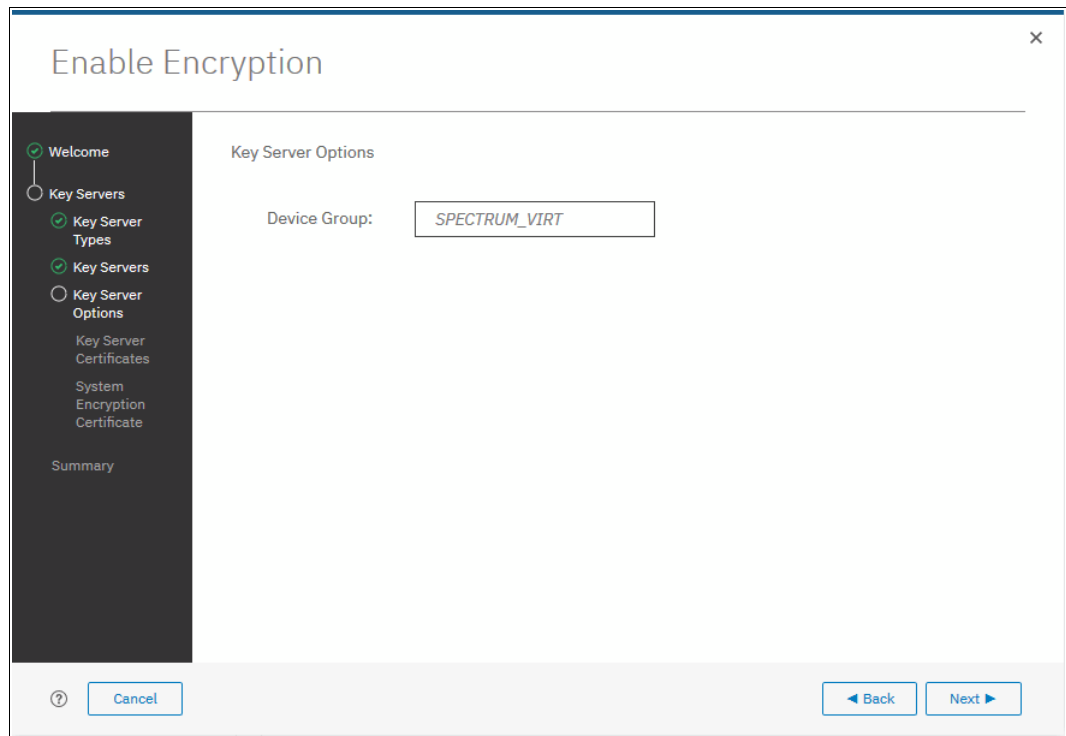 Enable Encryption
Welcome
Key Servers
Key Server
Types
Key Servers
Key Server
Options
Key Server
Certificates
System
Encryption
Certificate
Summary
Key Server Options
Device Group: SPECTRUM_VIRT
? Cancel ◄ Back Next ►